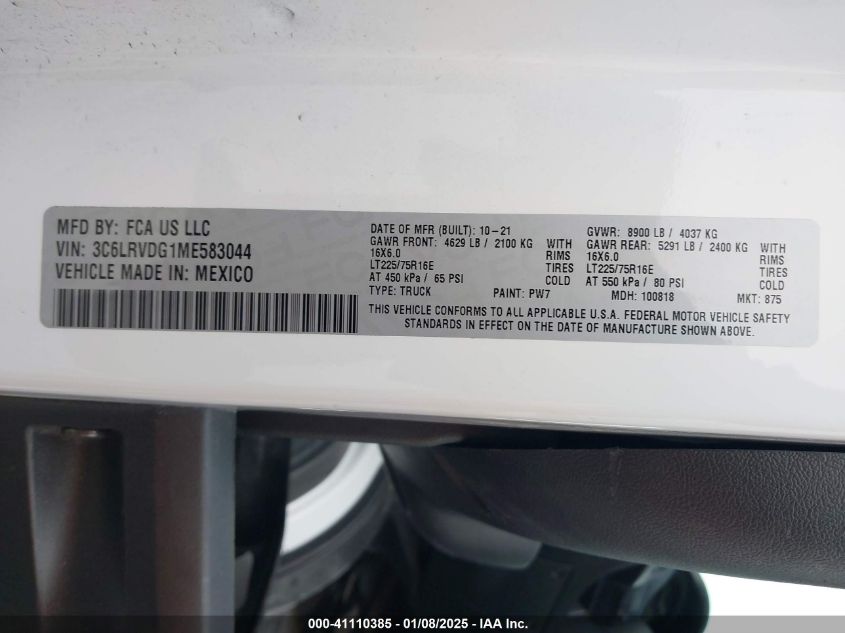 MFD BY: FCA US LLC
VIN: 3C6LRVDG1ME583044
VEHICLE MADE IN: MEXICO
DATE OF MFR (BUILT): 10-21
GAWR FRONT: 4629 LB / 2100 KG WITH
16X6.0 RIMS
LT225/75R16E TIRES
AT 450 kPa / 65 PSI COLD
TYPE: TRUCK PAINT: PW7
GVWR: 8900 LB / 4037 KG
GAWR REAR: 5291 LB / 2400 KG WITH
16X6.0 RIMS
LT225/75R16E TIRES
AT 550 kPa / 80 PSI COLD
MDH: 100818 MKT: 875
THIS VEHICLE CONFORMS TO ALL APPLICABLE U.S.A. FEDERAL MOTOR VEHICLE SAFETY
STANDARDS IN EFFECT ON THE DATE OF MANUFACTURE SHOWN ABOVE.
000-41110385 - 01/08/2025 - IAA Inc.